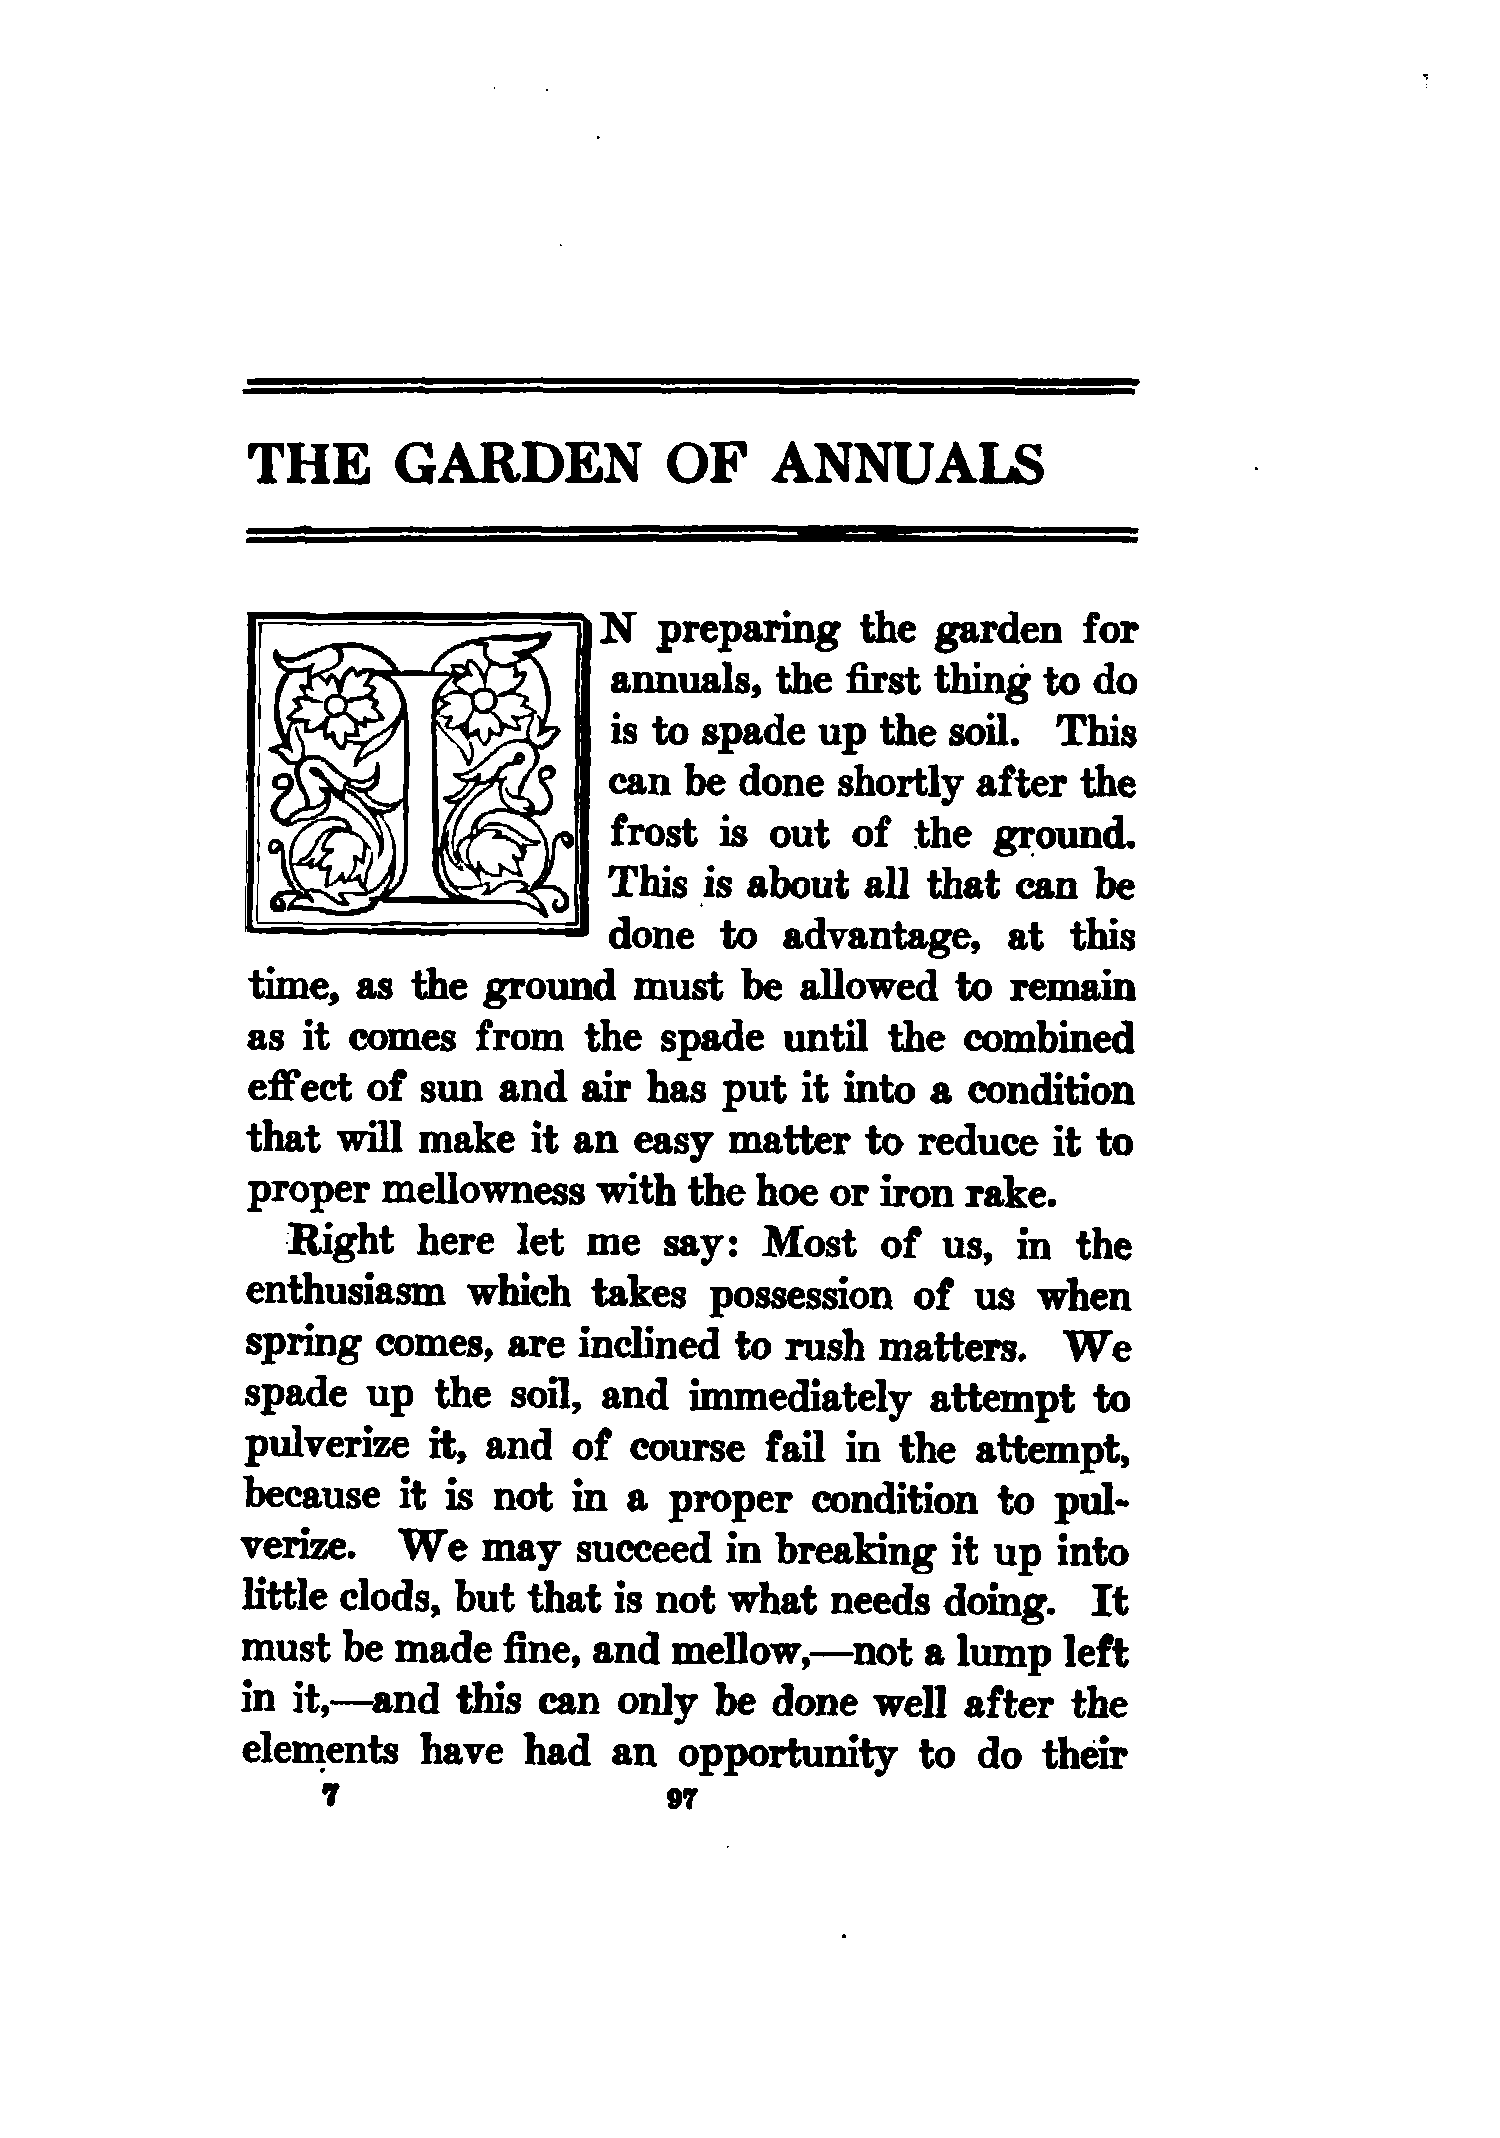 THE GARDEN OF ANNUALS
IN preparing the garden for
annuals, the first thing to do
is to spade up the soil. This
can be done shortly after the
frost is out of the ground.
This is about all that can be
done to advantage, at this
time, as the ground must be allowed to remain
as it comes from the spade until the combined
effect of sun and air has put it into a condition
that will make it an easy matter to reduce it to
proper mellowness with the hoe or iron rake.
Right here let me say: Most of us, in the
enthusiasm which takes possession of us when
spring comes, are inclined to rush matters. We
spade up the soil, and immediately attempt to
pulverize it, and of course fail in the attempt,
because it is not in a proper condition to pul-
verize. We may succeed in breaking it up into
little clods, but that is not what needs doing. It
must be made fine, and mellow,—not a lump left
in it,—and this can only be done well after the
elements have had an opportunity to do their
7 97